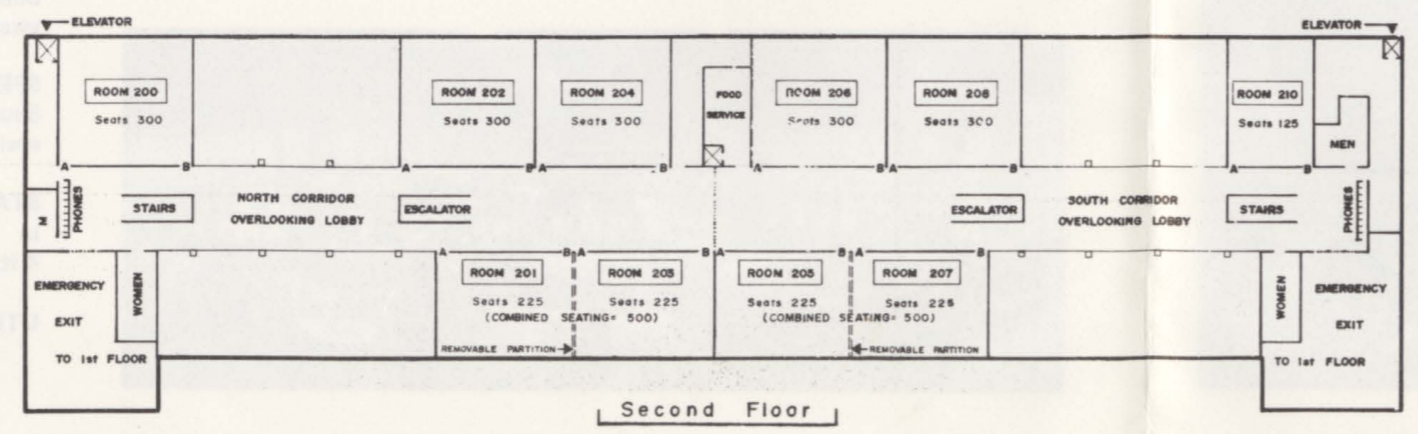 ELEVATOR
ELEVATOR
ROOM 200
Seats 300
ROOM 202
Seats 300
ROOM 204
Seats 300
FOOD
SERVICE
ROOM 206
Seats 300
ROOM 208
Seats 300
ROOM 210
Seats 125
MEN
A B A B A B A B A B A B
M
PHONES
STAIRS
NORTH CORRIDOR
OVERLOOKING LOBBY
ESCALATOR
ESCALATOR
SOUTH CORRIDOR
OVERLOOKING LOBBY
STAIRS
PHONES
A B B A B A B
EMERGENCY
EXIT
TO 1st FLOOR
WOMEN
ROOM 201
Seats 225
ROOM 203
Seats 225
(COMBINED SEATING= 500)
REMOVABLE PARTITION
ROOM 205
Seats 225
ROOM 207
Seats 225
(COMBINED SEATING= 500)
REMOVABLE PARTITION
WOMEN
EMERGENCY
EXIT
TO 1st FLOOR
Second Floor